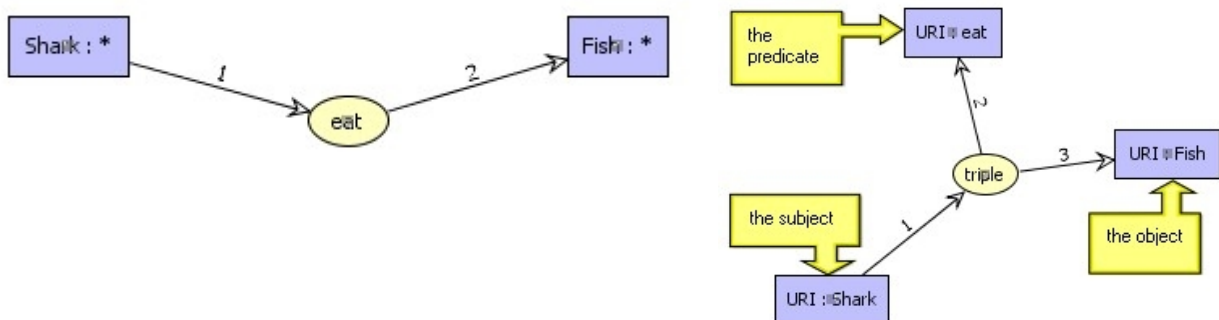 Shark : *
1
eat
2
Fish : *
the
predicate
URI : eat
2
triple
3
URI : Fish
the subject
1
the object
URI : Shark